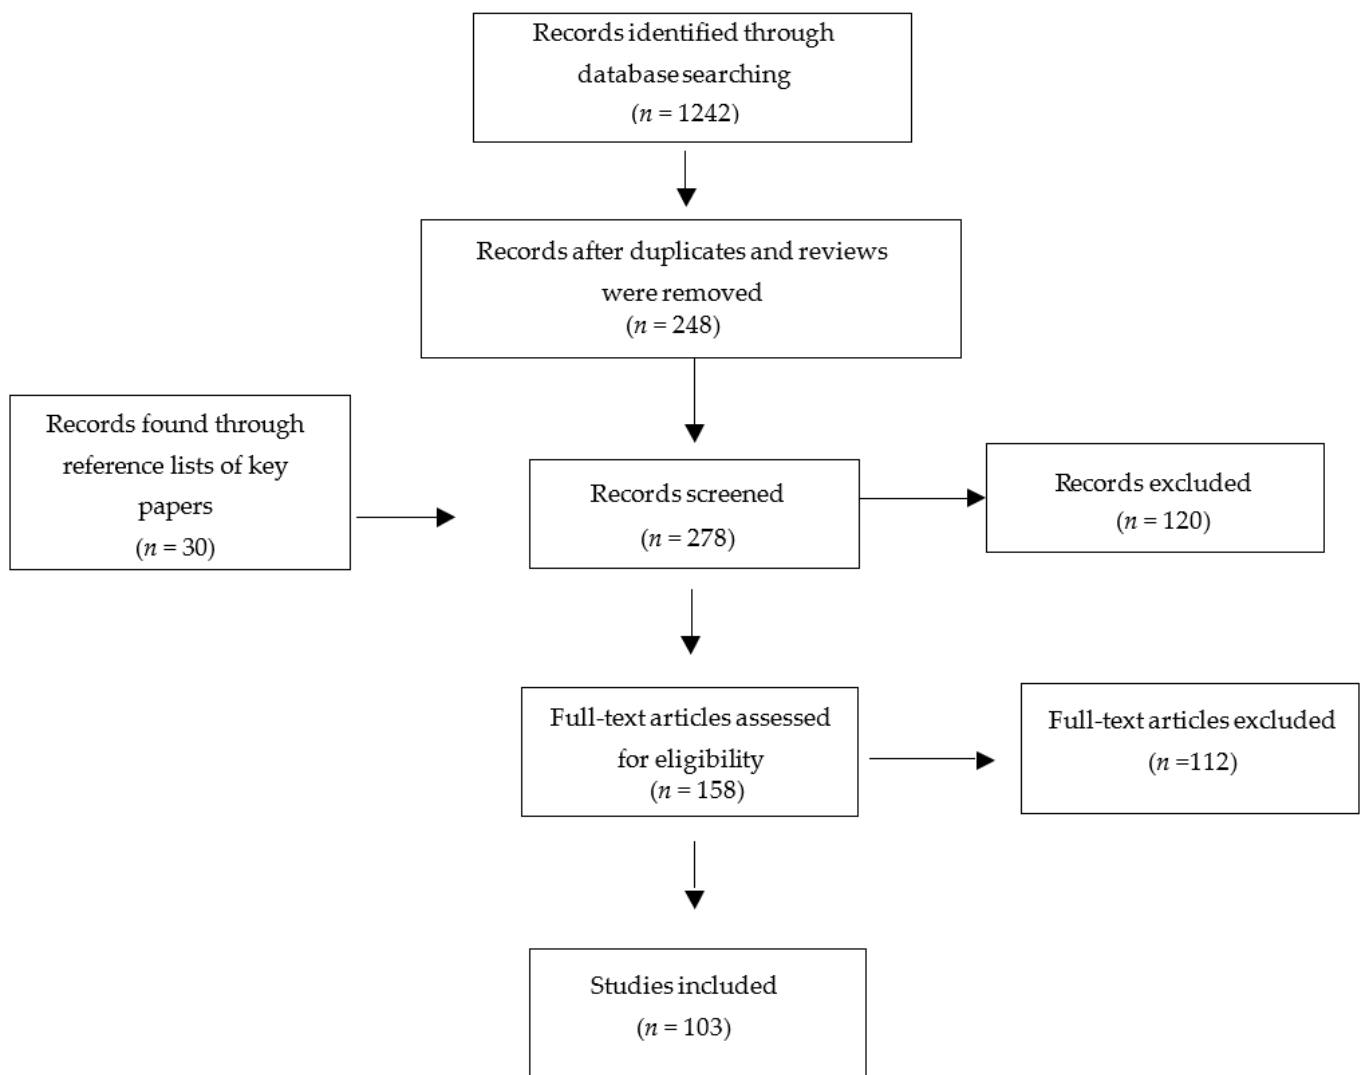 Records identified through
database searching
(n = 1242)
Records after duplicates and reviews
were removed
(n = 248)
Records found through
reference lists of key
papers
(n = 30)
Records screened
(n = 278)
Records excluded
(n = 120)
Full-text articles assessed
for eligibility
(n = 158)
Full-text articles excluded
(n =112)
Studies included
(n = 103)